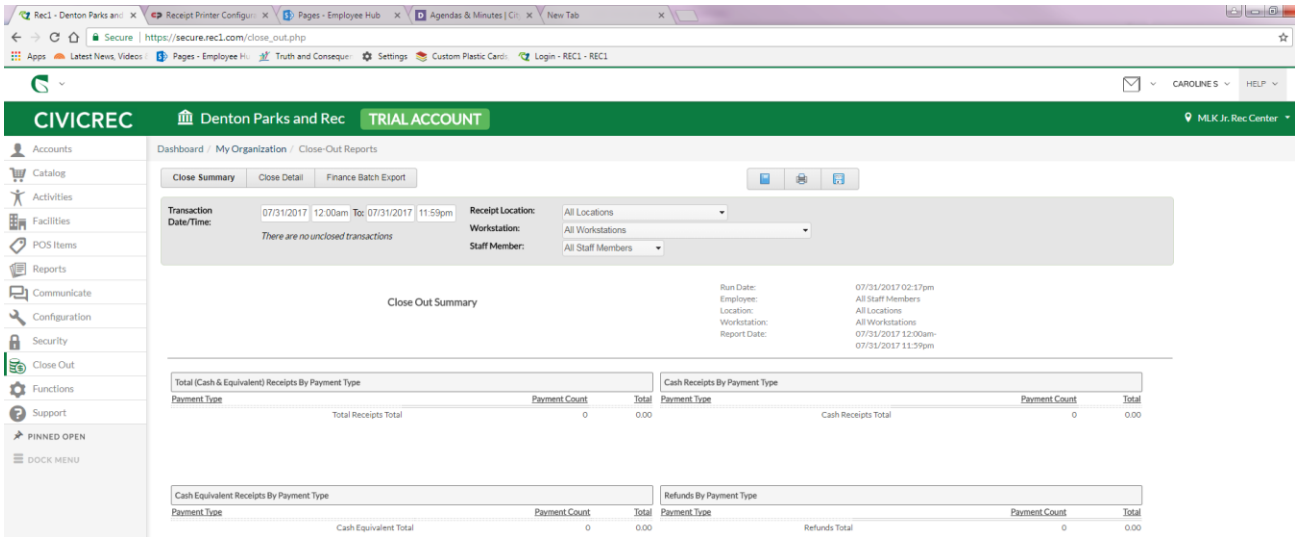 Rec1 - Denton Parks and
Receipt Printer Configur
Pages - Employee Hub
Agendas & Minutes | Cit
New Tab
Secure | https://secure.rec1.com/close_out.php
Apps Latest News, Videos Pages - Employee Hu Truth and Consequen Settings Custom Plastic Cards Login - REC1 - REC1
CAROLINE S HELP
CIVICREC Denton Parks and Rec TRIAL ACCOUNT MLK Jr. Rec Center
Accounts
Catalog
Activities
Facilities
POS Items
Reports
Communicate
Configuration
Security
Close Out
Functions
Support
PINNED OPEN
DOCK MENU
Dashboard / My Organization / Close-Out Reports
Close Summary Close Detail Finance Batch Export
Transaction Date/Time: 07/31/2017 12:00am To: 07/31/2017 11:59pm
There are no unclosed transactions
Receipt Location: All Locations
Workstation: All Workstations
Staff Member: All Staff Members
Close Out Summary
Run Date: 07/31/2017 02:17pm
Employee: All Staff Members
Location: All Locations
Workstation: All Workstations
Report Date: 07/31/2017 12:00am-
07/31/2017 11:59pm
Total (Cash & Equivalent) Receipts By Payment Type
Payment Type Payment Count Total
Total Receipts Total 0 0.00
Cash Receipts By Payment Type
Payment Type Payment Count Total
Cash Receipts Total 0 0.00
Cash Equivalent Receipts By Payment Type
Payment Type Payment Count Total
Cash Equivalent Total 0 0.00
Refunds By Payment Type
Payment Type Payment Count Total
Refunds Total 0 0.00